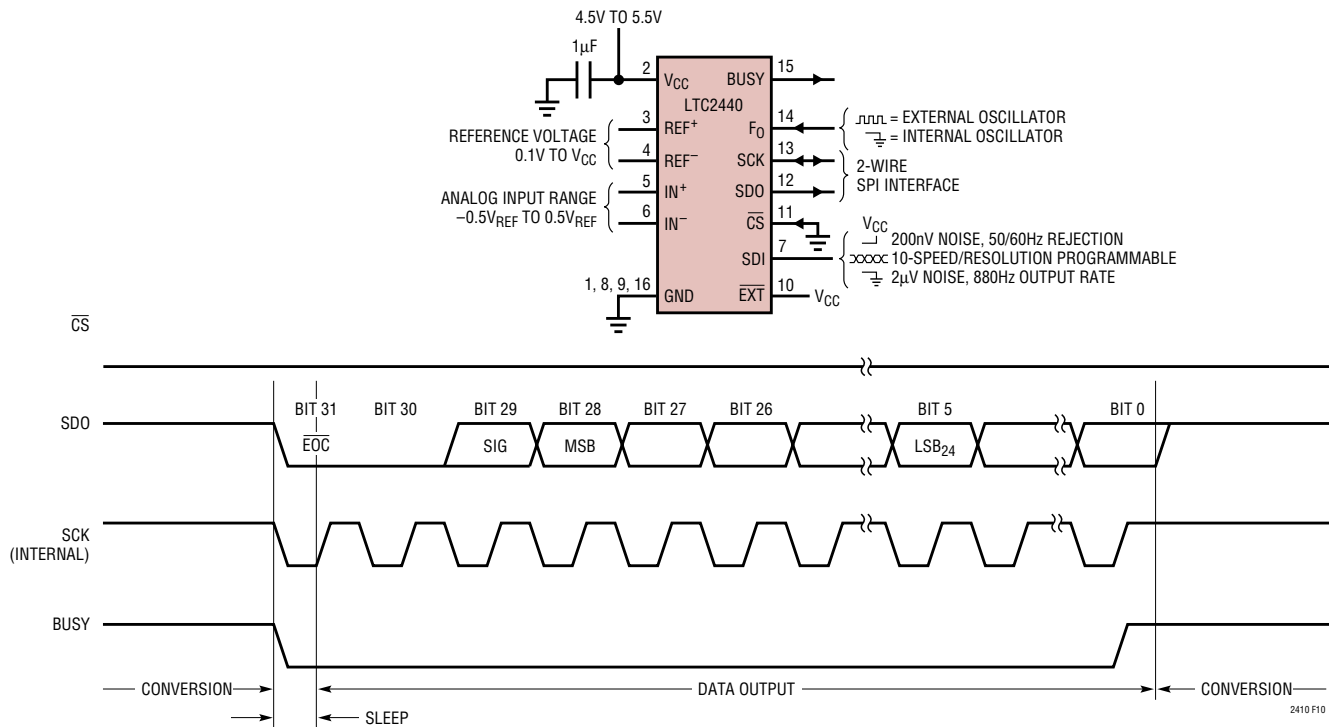 4.5V TO 5.5V
1µF
2
VCC
BUSY
15
LTC2440
REFERENCE VOLTAGE
0.1V TO VCC
3
REF+
4
REF−
ANALOG INPUT RANGE
−0.5VREF TO 0.5VREF
5
IN+
6
IN−
1, 8, 9, 16
GND
FO
14
= EXTERNAL OSCILLATOR
= INTERNAL OSCILLATOR
SCK
13
SDO
12
2-WIRE
SPI INTERFACE
CS
11
SDI
7
VCC
200nV NOISE, 50/60Hz REJECTION
10-SPEED/RESOLUTION PROGRAMMABLE
2µV NOISE, 880Hz OUTPUT RATE
EXT
10
VCC
CS
SDO
BIT 31
BIT 30
BIT 29
BIT 28
BIT 27
BIT 26
BIT 5
BIT 0
EOC
SIG
MSB
LSB24
SCK
(INTERNAL)
BUSY
CONVERSION
DATA OUTPUT
CONVERSION
SLEEP
2410 F10